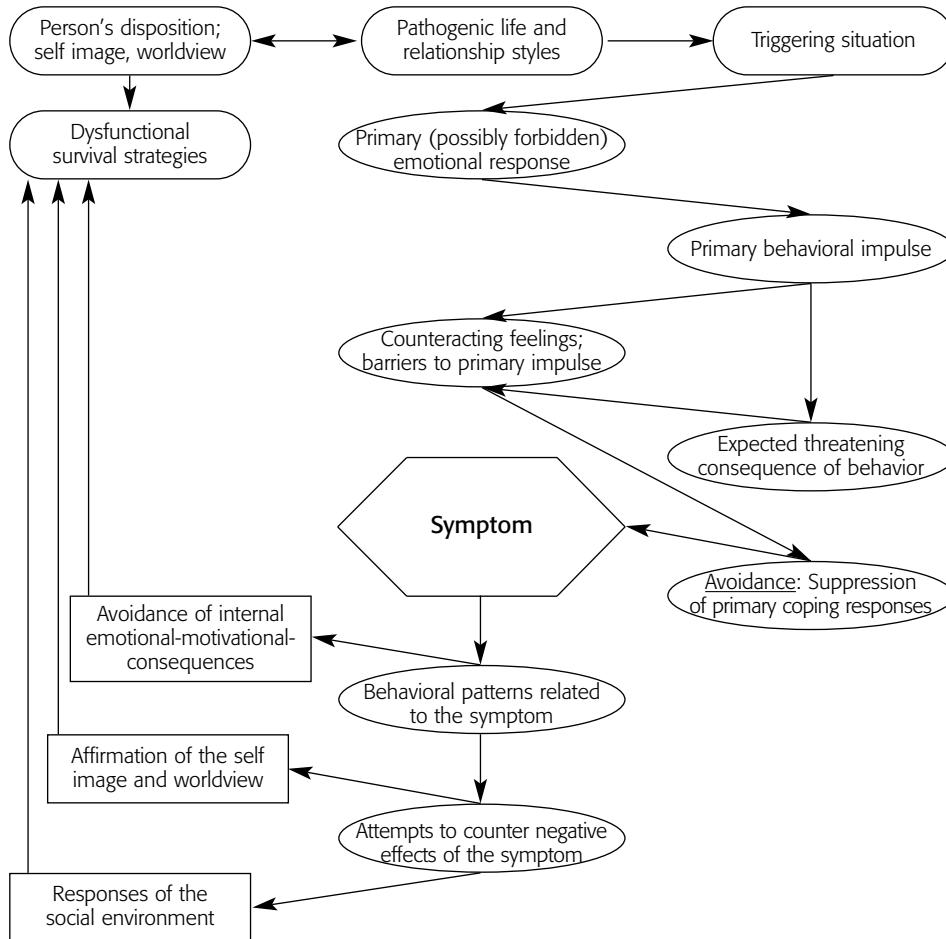 Person's disposition;
self image, worldview
Pathogenic life and
relationship styles
Triggering situation
Dysfunctional
survival strategies
Primary (possibly forbidden)
emotional response
Primary behavioral impulse
Counteracting feelings;
barriers to primary impulse
Expected threatening
consequence of behavior
Symptom
Avoidance: Suppression
of primary coping responses
Avoidance of internal
emotional-motivational-
consequences
Behavioral patterns related
to the symptom
Affirmation of the self
image and worldview
Attempts to counter negative
effects of the symptom
Responses of the
social environment